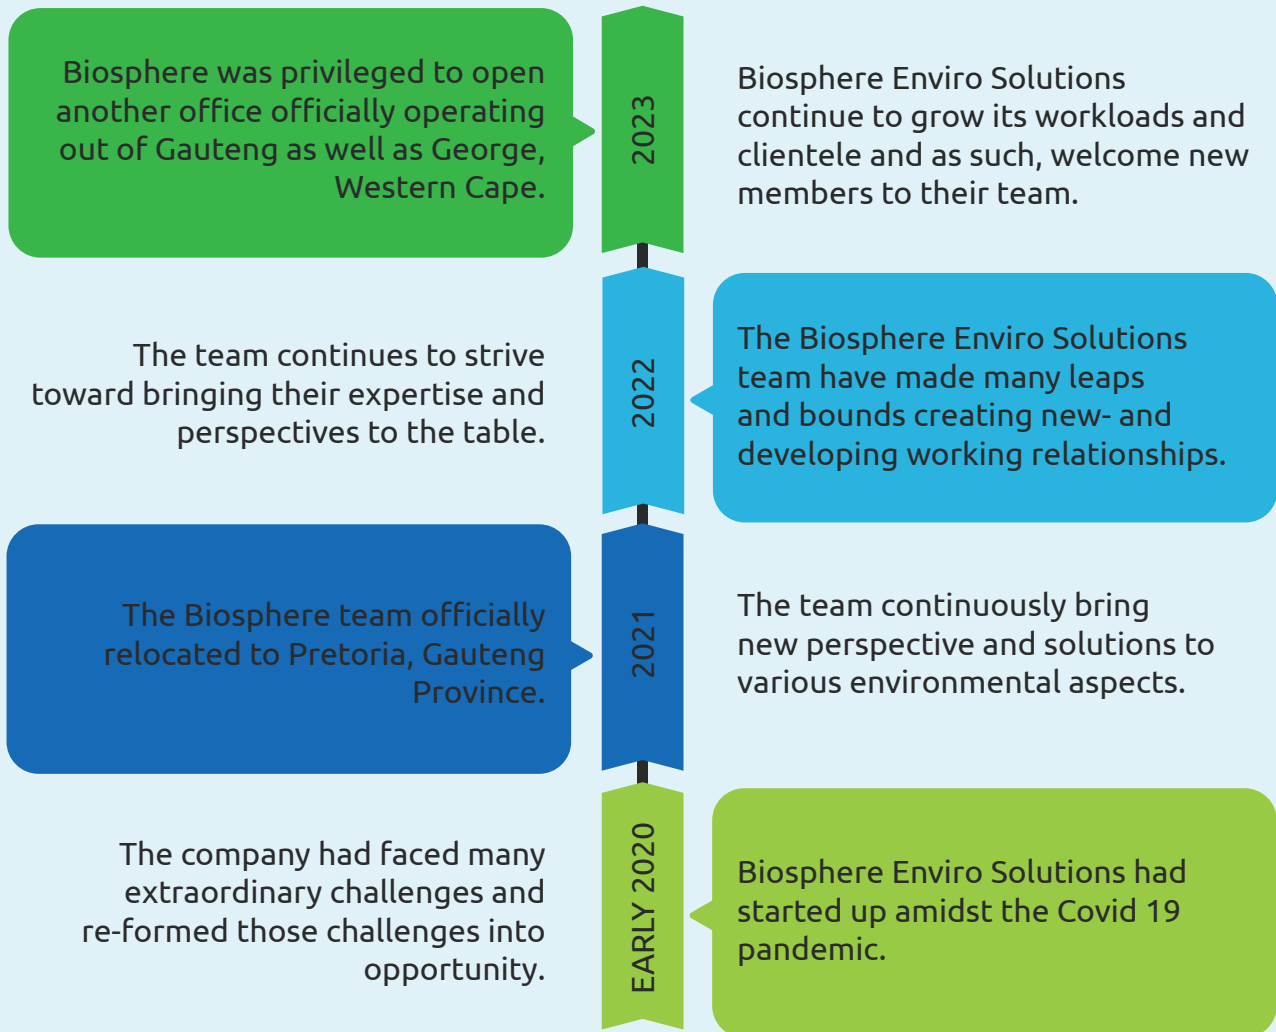 Biosphere was privileged to open
another office officially operating
out of Gauteng as well as George,
Western Cape.
2023
Biosphere Enviro Solutions
continue to grow its workloads and
clientele and as such, welcome new
members to their team.
The team continues to strive
toward bringing their expertise and
perspectives to the table.
2022
The Biosphere Enviro Solutions
team have made many leaps
and bounds creating new- and
developing working relationships.
The Biosphere team officially
relocated to Pretoria, Gauteng
Province.
2021
The team continuously bring
new perspective and solutions to
various environmental aspects.
The company had faced many
extraordinary challenges and
re-formed those challenges into
opportunity.
EARLY 2020
Biosphere Enviro Solutions had
started up amidst the Covid 19
pandemic.